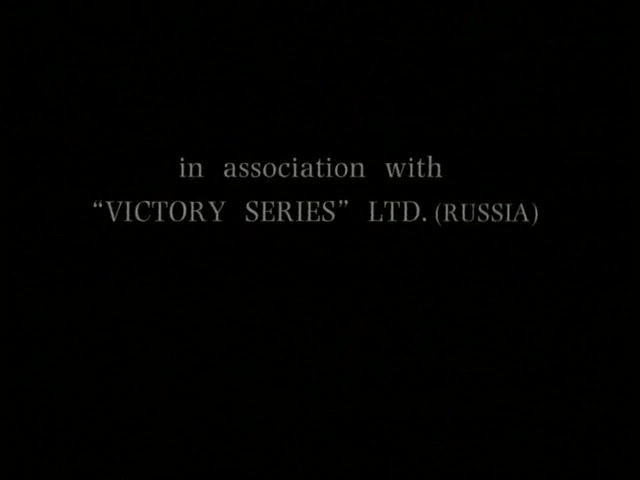 in association with
“VICTORY SERIES” LTD. (RUSSIA)